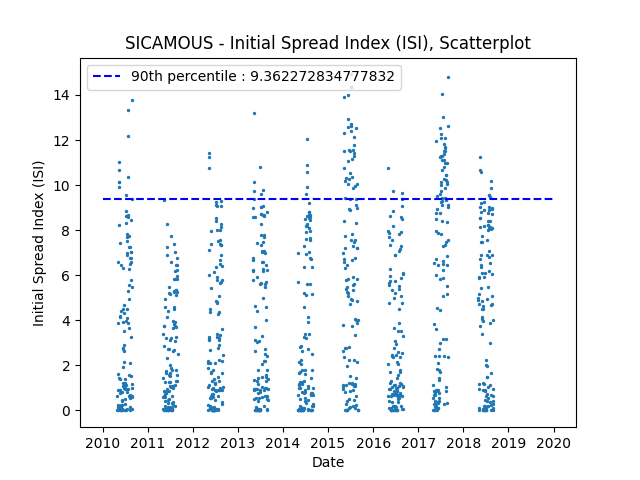 SICAMOUS - Initial Spread Index (ISI), Scatterplot
90th percentile : 9.362272834777832
14
12
10
8
6
4
2
0
Initial Spread Index (ISI)
2010 2011 2012 2013 2014 2015 2016 2017 2018 2019 2020
Date